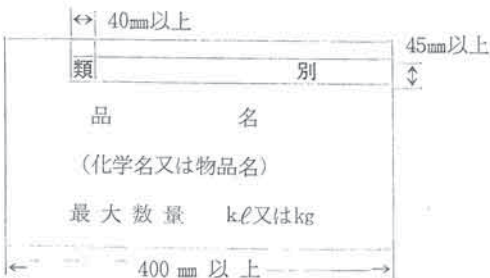 40㎜以上
45㎜以上
類 別
品 名
(化学名又は物品名)
最大数量 kℓ又はkg
400 ㎜ 以 上